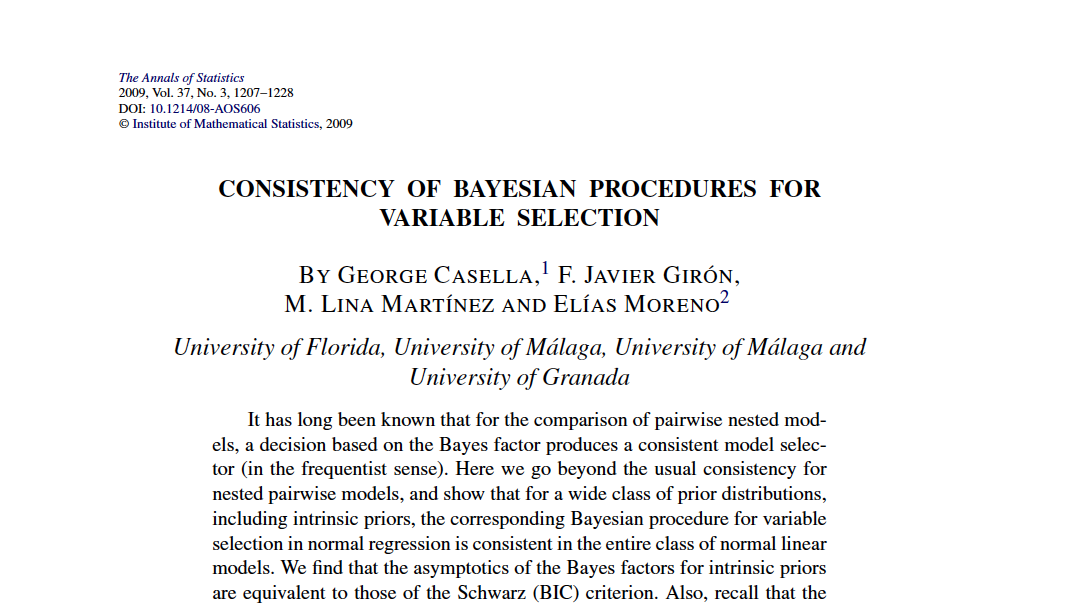 The Annals of Statistics
2009, Vol. 37, No. 3, 1207–1228
DOI: 10.1214/08-AOS606
© Institute of Mathematical Statistics, 2009
CONSISTENCY OF BAYESIAN PROCEDURES FOR
VARIABLE SELECTION
BY GEORGE CASELLA,1 F. JAVIER GIRÓN,
M. LINA MARTÍNEZ AND ELÍAS MORENO2
University of Florida, University of Málaga, University of Málaga and
University of Granada
It has long been known that for the comparison of pairwise nested mod-
els, a decision based on the Bayes factor produces a consistent model selec-
tor (in the frequentist sense). Here we go beyond the usual consistency for
nested pairwise models, and show that for a wide class of prior distributions,
including intrinsic priors, the corresponding Bayesian procedure for variable
selection in normal regression is consistent in the entire class of normal linear
models. We find that the asymptotics of the Bayes factors for intrinsic priors
are equivalent to those of the Schwarz (BIC) criterion. Also, recall that the